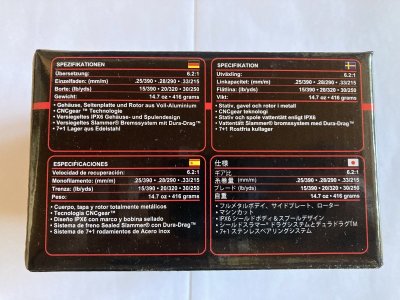 SPEZIFIKATIONEN
Übersetzung: 6.2:1
Einzelfaden: (mm/m) .25/390 • .28/290 • .33/215
Borte: (lb/yds) 15/390 • 20/320 • 30/250
Gewicht: 14.7 oz • 416 grams
• Gehäuse, Seitenplatte und Rotor aus Voll-Aluminium
• CNCgear ™ Technologie
• Versiegeltes IPX6 Gehäuse- und Spulendesign
• Versiegeltes Slammer® Bremssystem mit Dura-Drag™
• 7+1 Lager aus Edelstahl
SPECIFIKATION
Utväxling: 6.2:1
Linkapacitet: (mm/m) .25/390 • .28/290 • .33/215
Flätlina: (lb/yds) 15/390 • 20/320 • 30/250
Vikt: 14.7 oz • 416 grams
• Stativ, gavel och rotor i metall
• CNCgear teknologi
• Stativ och spole vattentätt enligt IPX6
• Vattentätt Slammer® bromssystem med Dura-Drag™
• 7+1 Rostfria kullager
ESPECIFICACIONES
Velocidad de recuperación: 6.2:1
Monofilamento: (mm/m) .25/390 • .28/290 • .33/215
Trenza: (lb/yds) 15/390 • 20/320 • 30/250
Peso: 14.7 oz • 416 grams
• Cuerpo, tapa y rotor totalmente metálicos
• Tecnología CNCgear™
• Diseño IPX6 con marco y bobina sellado
• Sistema de freno Sealed Slammer® con Dura-Drag™
• Sistema de 7+1 rodamientos de Acero Inox
仕様
ギア比 6.2:1
糸巻量 (mm/m) .25/390 • .28/290 • .33/215
ブレード (lb/yds) 15/390 • 20/320 • 30/250
自重 14.7 oz • 416 grams
• フルメタルボディ、サイドプレート、ローター
• マシンカット
• IPX6 シールドボディ＆スプールデザイン
• シールドスラマー®ドラグシステムとデュラドラグTM
• 7+1 ステンレスベアリングシステム